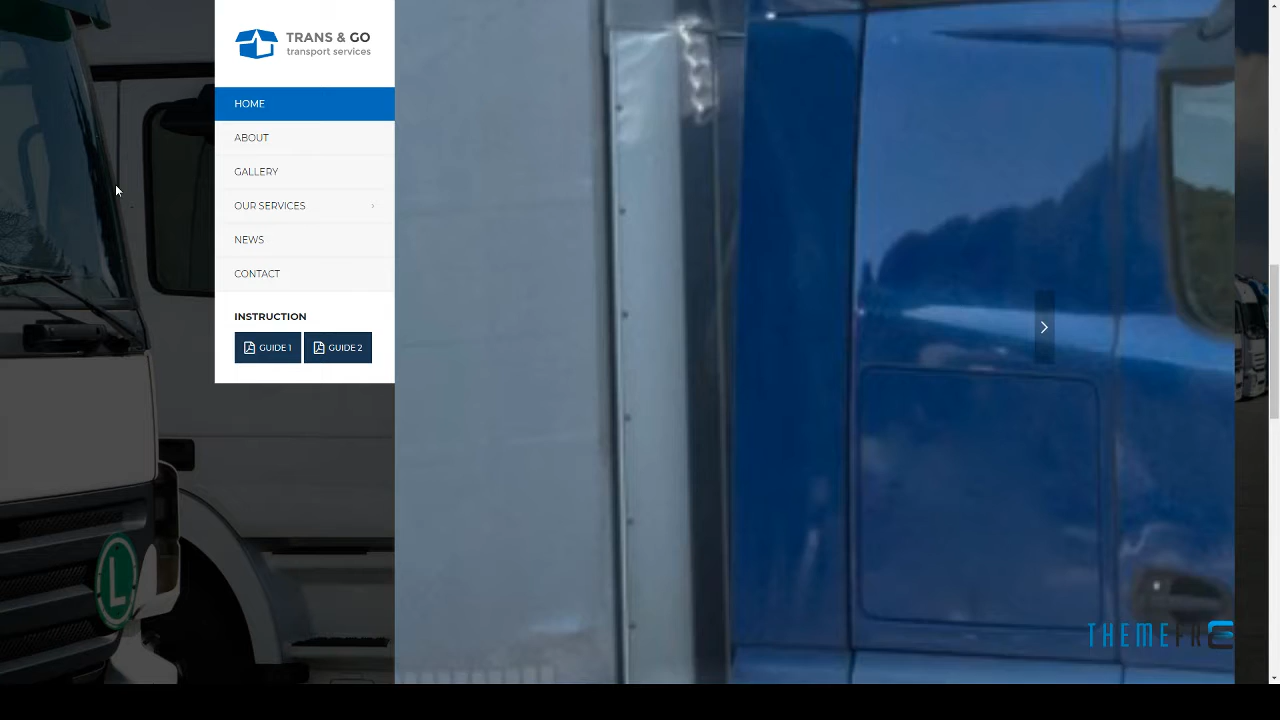 TRANS & GO
transport services
HOME
ABOUT
GALLERY
OUR SERVICES
NEWS
CONTACT
INSTRUCTION
GUIDE 1
GUIDE 2
L